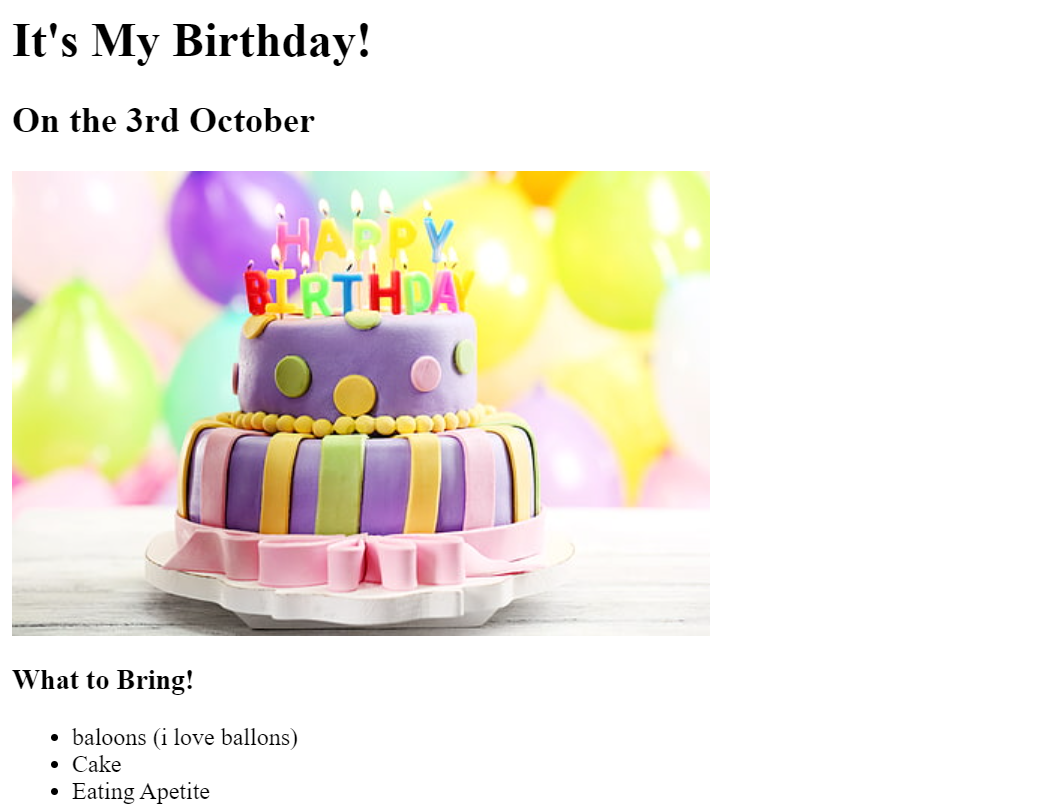 It's My Birthday!
On the 3rd October
HAPPY
BIRTHDAY
What to Bring!
baloons (i love ballons)
Cake
Eating Apetite